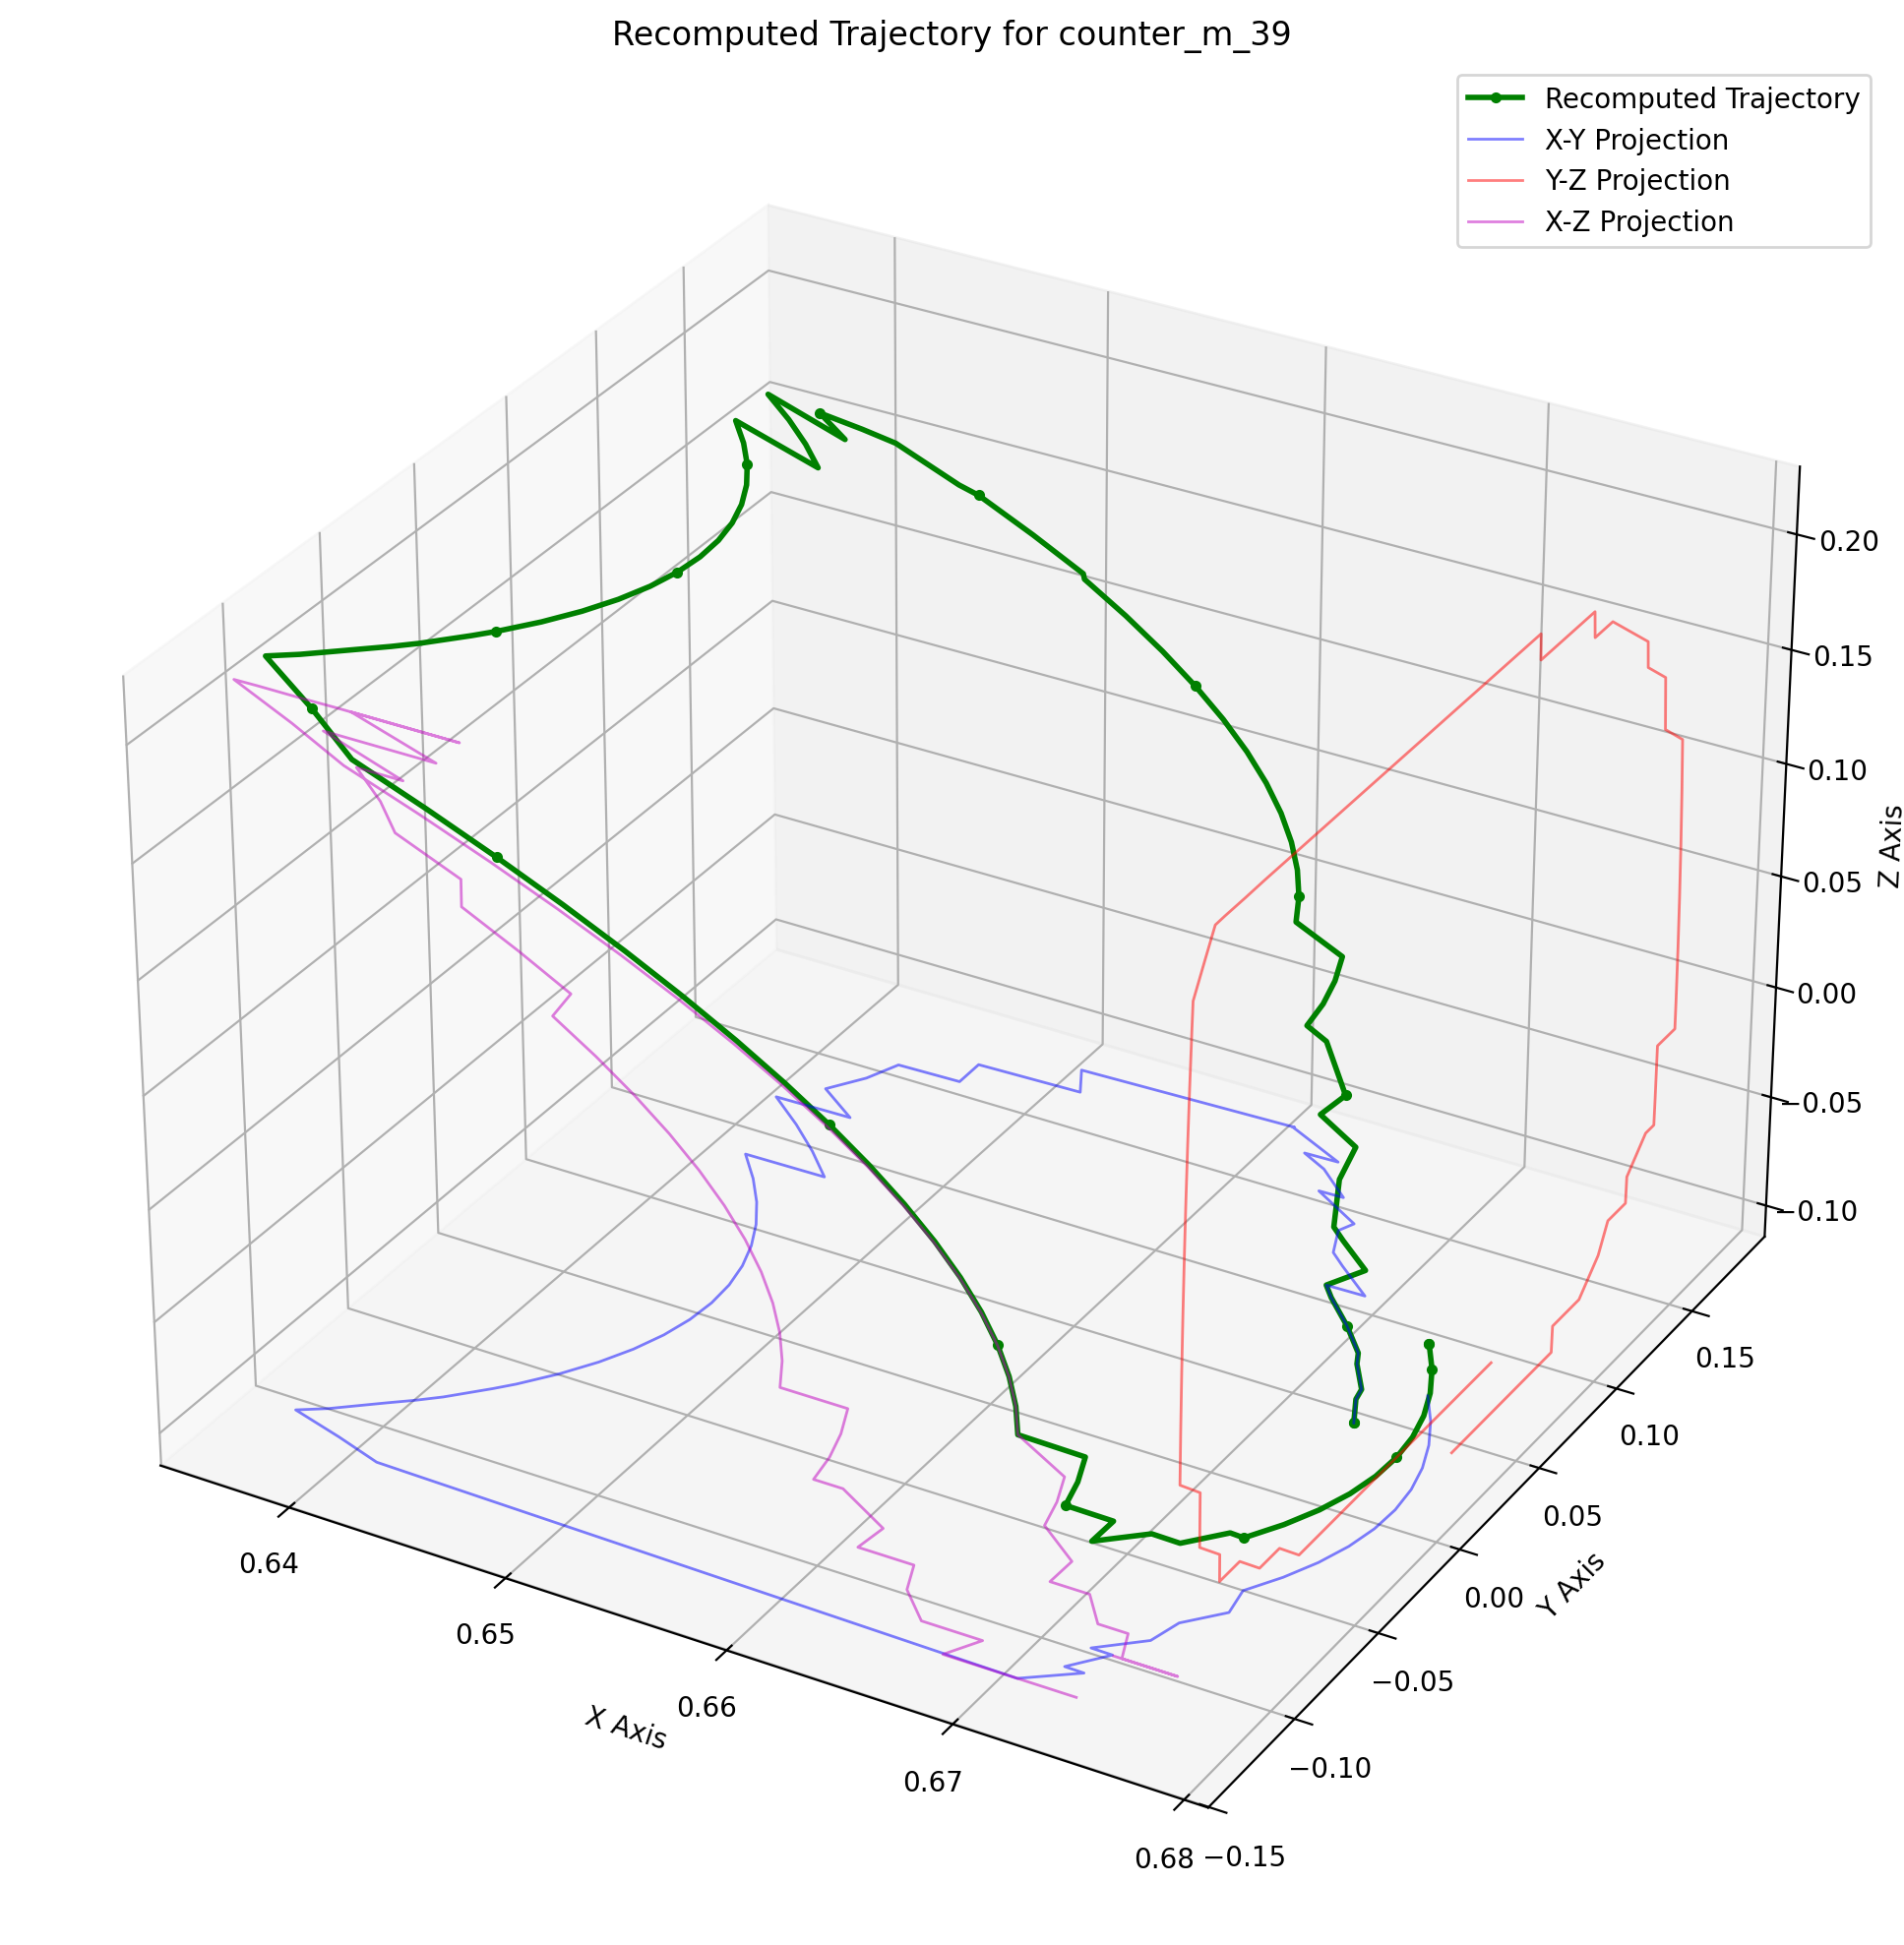 Recomputed Trajectory for counter_m_39
Recomputed Trajectory
X-Y Projection
Y-Z Projection
X-Z Projection
0.20
0.15
0.10
0.05
0.00
−0.05
−0.10
Z Axis
0.15
0.10
0.05
0.00
−0.05
−0.10
−0.15
Y Axis
0.64
0.65
0.66
0.67
0.68
X Axis